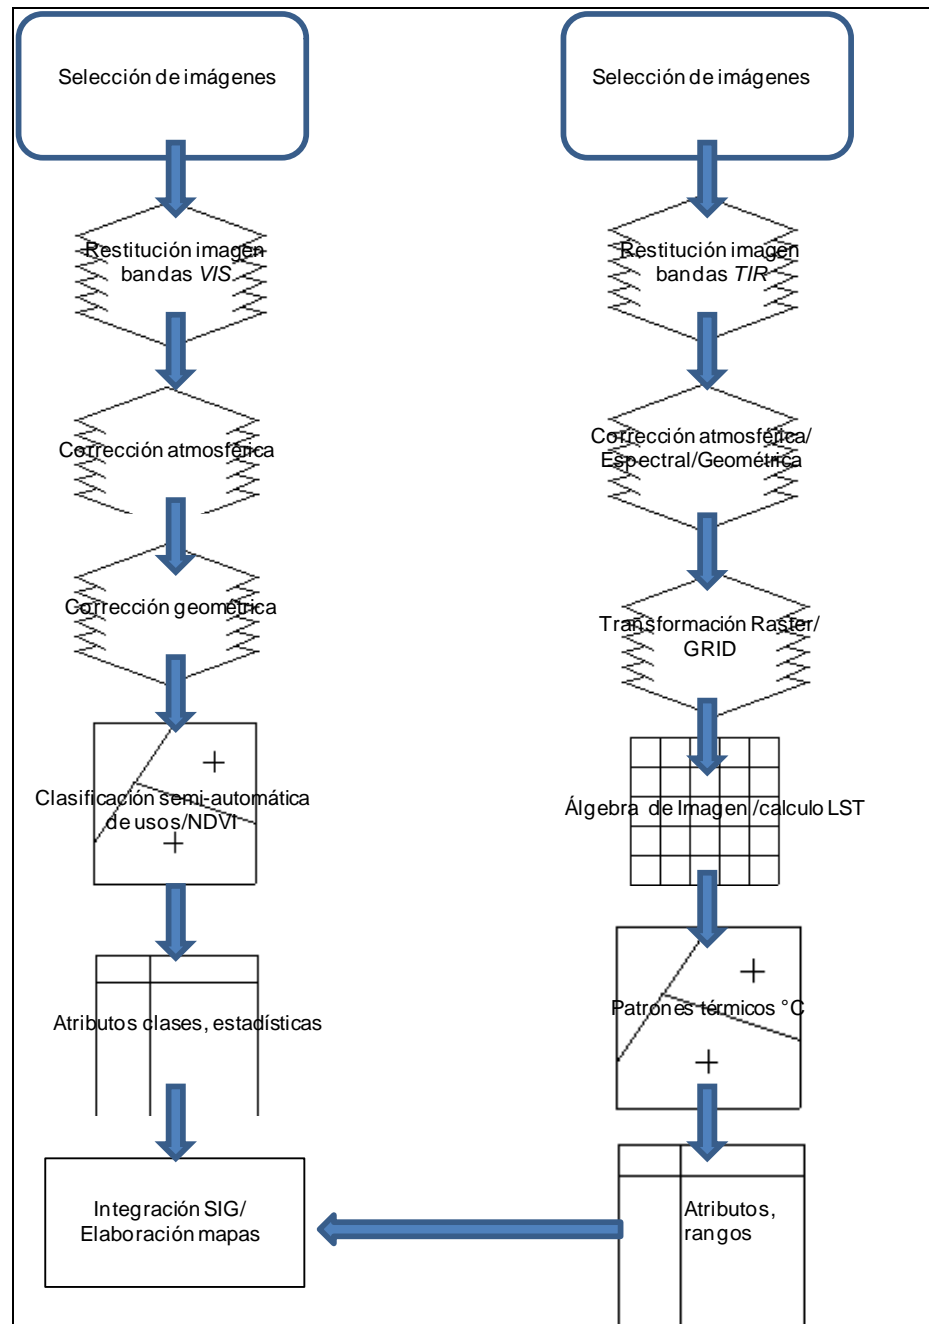 Selección de imágenes
Restitución imagen
bandas VIS
Corrección atmosférica
Corrección geométrica
Clasificación semi-automática
de usos/NDVI
Atributos clases, estadísticas
Integración SIG/
Elaboración mapas
Selección de imágenes
Restitución imagen
bandas TIR
Corrección atmosférica/
Espectral/Geométrica
Transformación Raster/
GRID
Álgebra de Imagen /calculo LST
Patrones térmicos °C
Atributos,
rangos